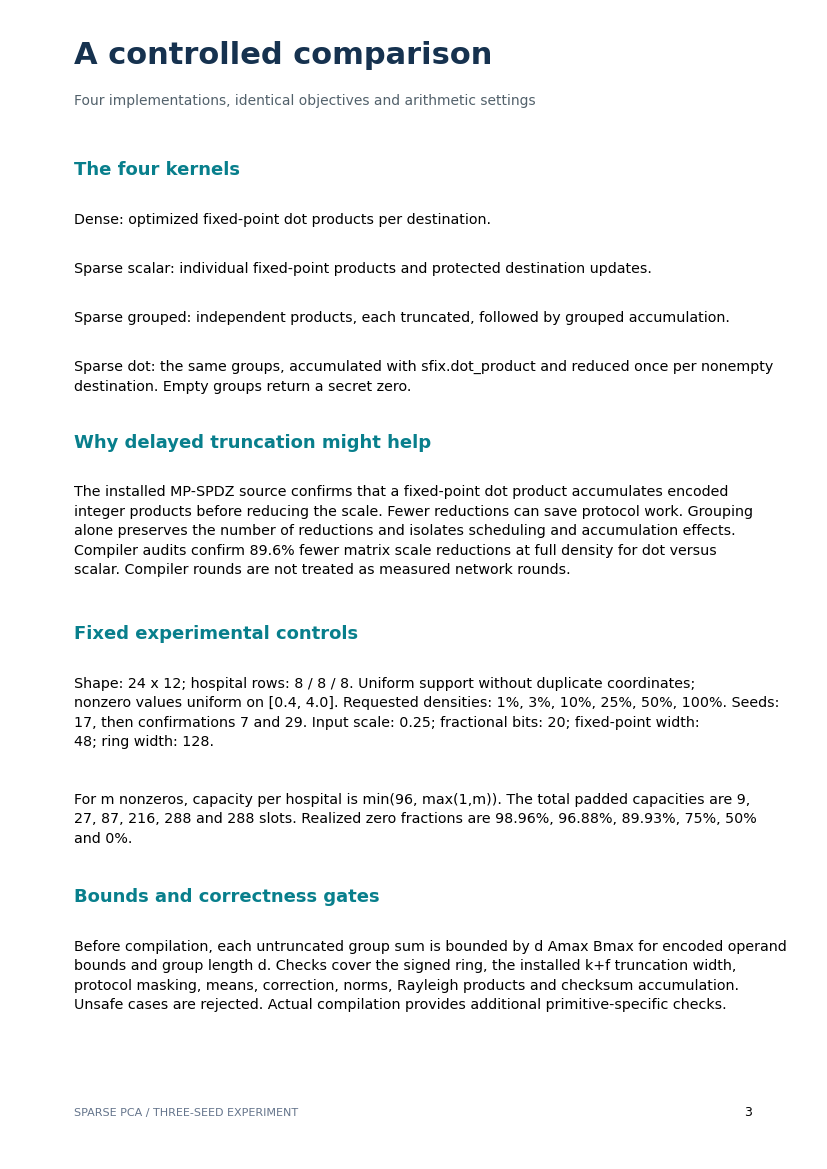 A controlled comparison
Four implementations, identical objectives and arithmetic settings
The four kernels
Dense: optimized fixed-point dot products per destination.
Sparse scalar: individual fixed-point products and protected destination updates.
Sparse grouped: independent products, each truncated, followed by grouped accumulation.
Sparse dot: the same groups, accumulated with sfix.dot_product and reduced once per nonempty
destination. Empty groups return a secret zero.
Why delayed truncation might help
The installed MP-SPDZ source confirms that a fixed-point dot product accumulates encoded
integer products before reducing the scale. Fewer reductions can save protocol work. Grouping
alone preserves the number of reductions and isolates scheduling and accumulation effects.
Compiler audits confirm 89.6% fewer matrix scale reductions at full density for dot versus
scalar. Compiler rounds are not treated as measured network rounds.
Fixed experimental controls
Shape: 24 x 12; hospital rows: 8 / 8 / 8. Uniform support without duplicate coordinates;
nonzero values uniform on [0.4, 4.0]. Requested densities: 1%, 3%, 10%, 25%, 50%, 100%. Seeds:
17, then confirmations 7 and 29. Input scale: 0.25; fractional bits: 20; fixed-point width:
48; ring width: 128.
For m nonzeros, capacity per hospital is min(96, max(1,m)). The total padded capacities are 9,
27, 87, 216, 288 and 288 slots. Realized zero fractions are 98.96%, 96.88%, 89.93%, 75%, 50%
and 0%.
Bounds and correctness gates
Before compilation, each untruncated group sum is bounded by d Amax Bmax for encoded operand
bounds and group length d. Checks cover the signed ring, the installed k+f truncation width,
protocol masking, means, correction, norms, Rayleigh products and checksum accumulation.
Unsafe cases are rejected. Actual compilation provides additional primitive-specific checks.
SPARSE PCA / THREE-SEED EXPERIMENT
3